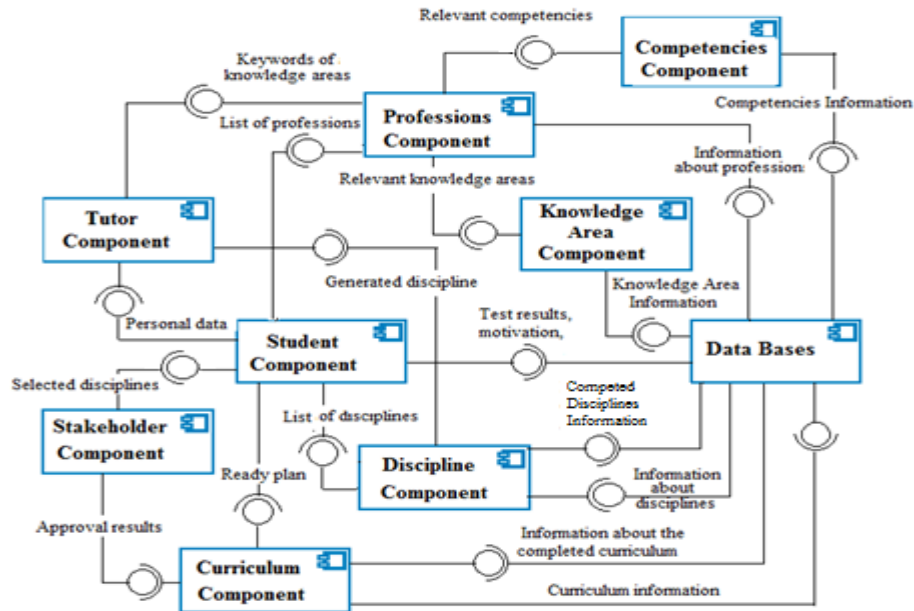 Relevant competencies
Competencies
Component
Keywords of
knowledge areas
Competencies Information
List of professions
Professions
Component
Information
about profession:
Relevant knowledge areas
Tutor
Component
Knowledge
Area
Component
Generated discipline
Knowledge Area
Information
Personal data
Test results,
motivation,
Student
Component
Data Bases
Selected disciplines
Competed
Disciplines
Information
List of disciplines
Stakeholder
Component
Discipline
Component
Ready plan
Information
about
disciplines
Approval results
Information about the
completed curriculum
Curriculum
Component
Curriculum information